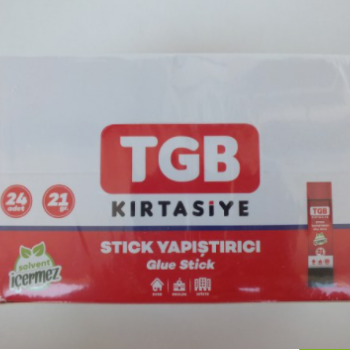 TGB
KIRTASİYE
24
adet
21
gr.
STICK YAPIŞTIRICI
Glue Stick
solvent
içermez
TGB